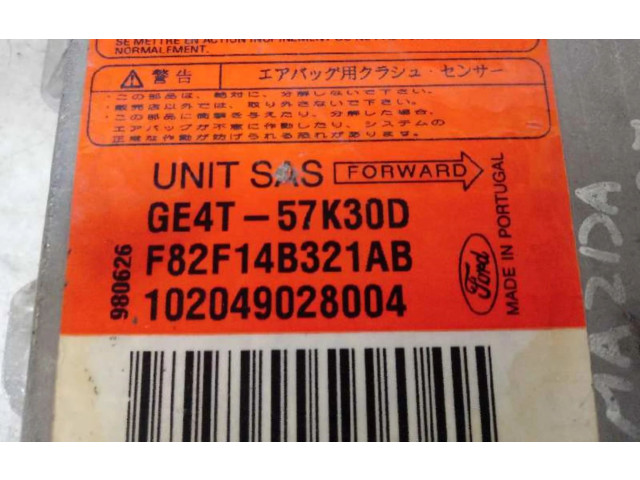 SE METTRE EN ACTION
NORMALEMENT.
警告 エアバッグ用クラシュ・センサー
・この部品は、絶対に、分解しないで下さい。
・販売店以外では、取り外さないで下さい。
・この部品に衝撃を与えたり、分解した場合、
エアバッグが不意に作動したり、システムの
正常な作動が妨げられる恐れがあります。
UNIT SAS FORWARD
GE4T-57K30D
F82F14B321AB
102049028004
980626
Ford
MADE IN PORTUGAL
MAZDA